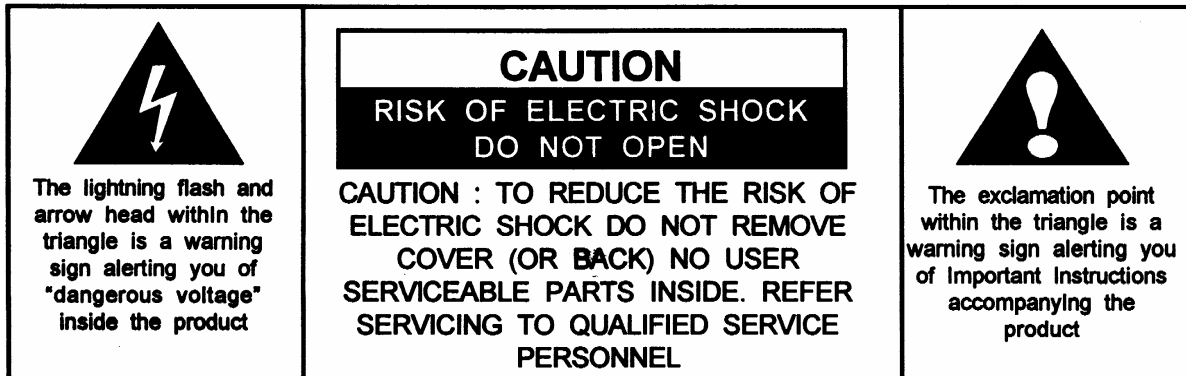 The lightning flash and
arrow head within the
triangle is a warning
sign alerting you of
"dangerous voltage"
inside the product
CAUTION
RISK OF ELECTRIC SHOCK
DO NOT OPEN
CAUTION : TO REDUCE THE RISK OF
ELECTRIC SHOCK DO NOT REMOVE
COVER (OR BACK) NO USER
SERVICEABLE PARTS INSIDE. REFER
SERVICING TO QUALIFIED SERVICE
PERSONNEL
The exclamation point
within the triangle is a
warning sign alerting you
of Important Instructions
accompanying the
product